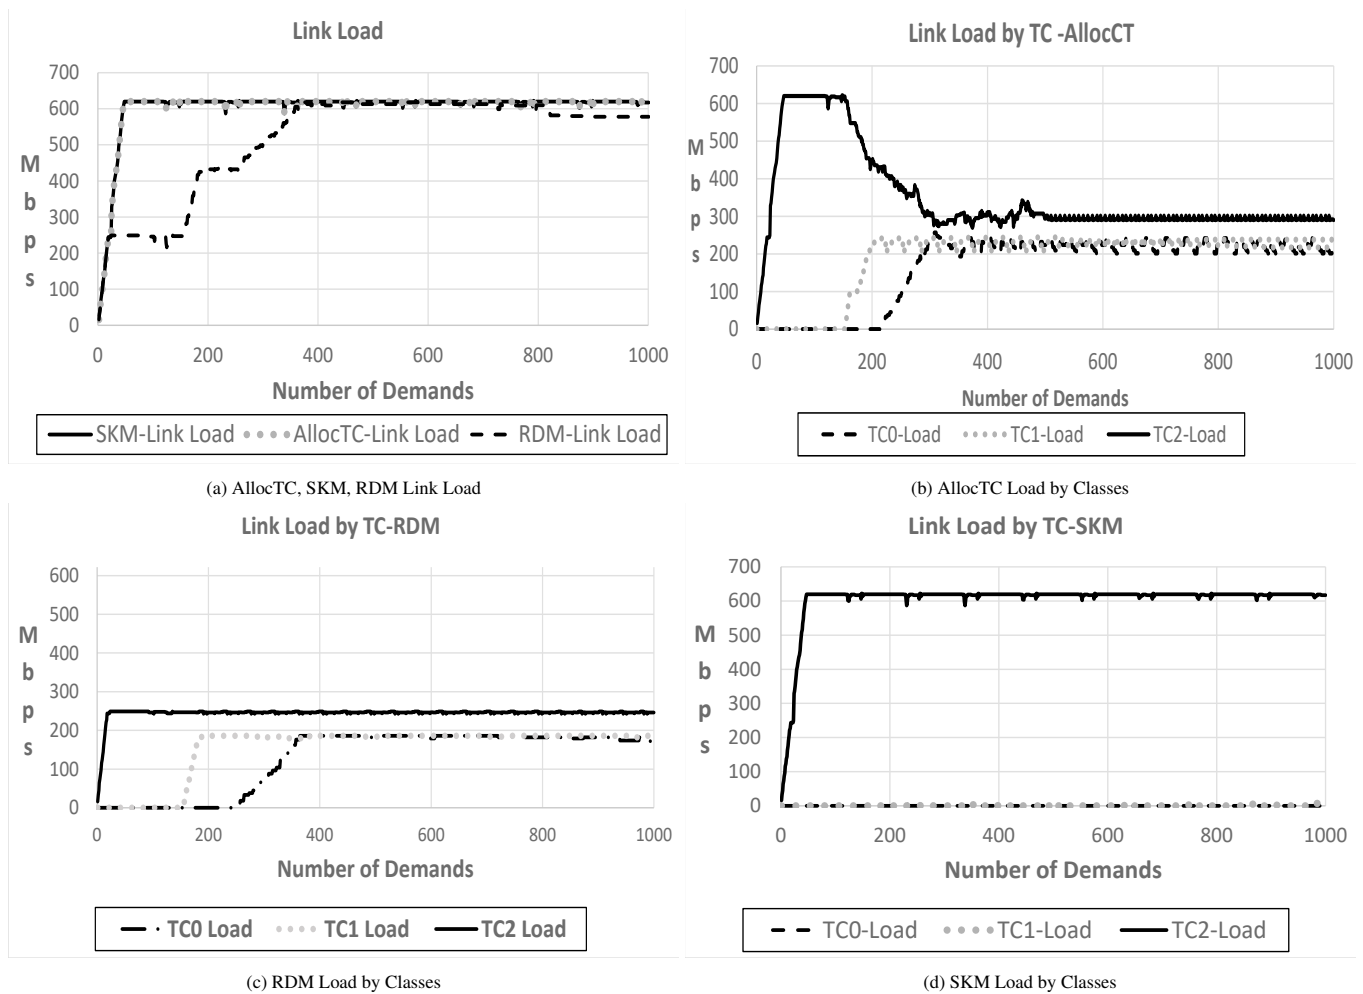 Link Load
700
600
500
400
300
200
100
0
M
b
p
s
0 200 400 600 800 1000
Number of Demands
SKM-Link Load AllocTC-Link Load RDM-Link Load
(a) AllocTC, SKM, RDM Link Load
Link Load by TC -AllocCT
700
600
500
400
300
200
100
0
M
b
p
s
0 200 400 600 800 1000
Number of Demands
TC0-Load TC1-Load TC2-Load
(b) AllocTC Load by Classes
Link Load by TC-RDM
600
500
400
300
200
100
0
M
b
p
s
0 200 400 600 800 1000
Number of Demands
TC0 Load TC1 Load TC2 Load
(c) RDM Load by Classes
Link Load by TC-SKM
700
600
500
400
300
200
100
0
M
b
p
s
0 200 400 600 800 1000
Number of Demands
TC0-Load TC1-Load TC2-Load
(d) SKM Load by Classes